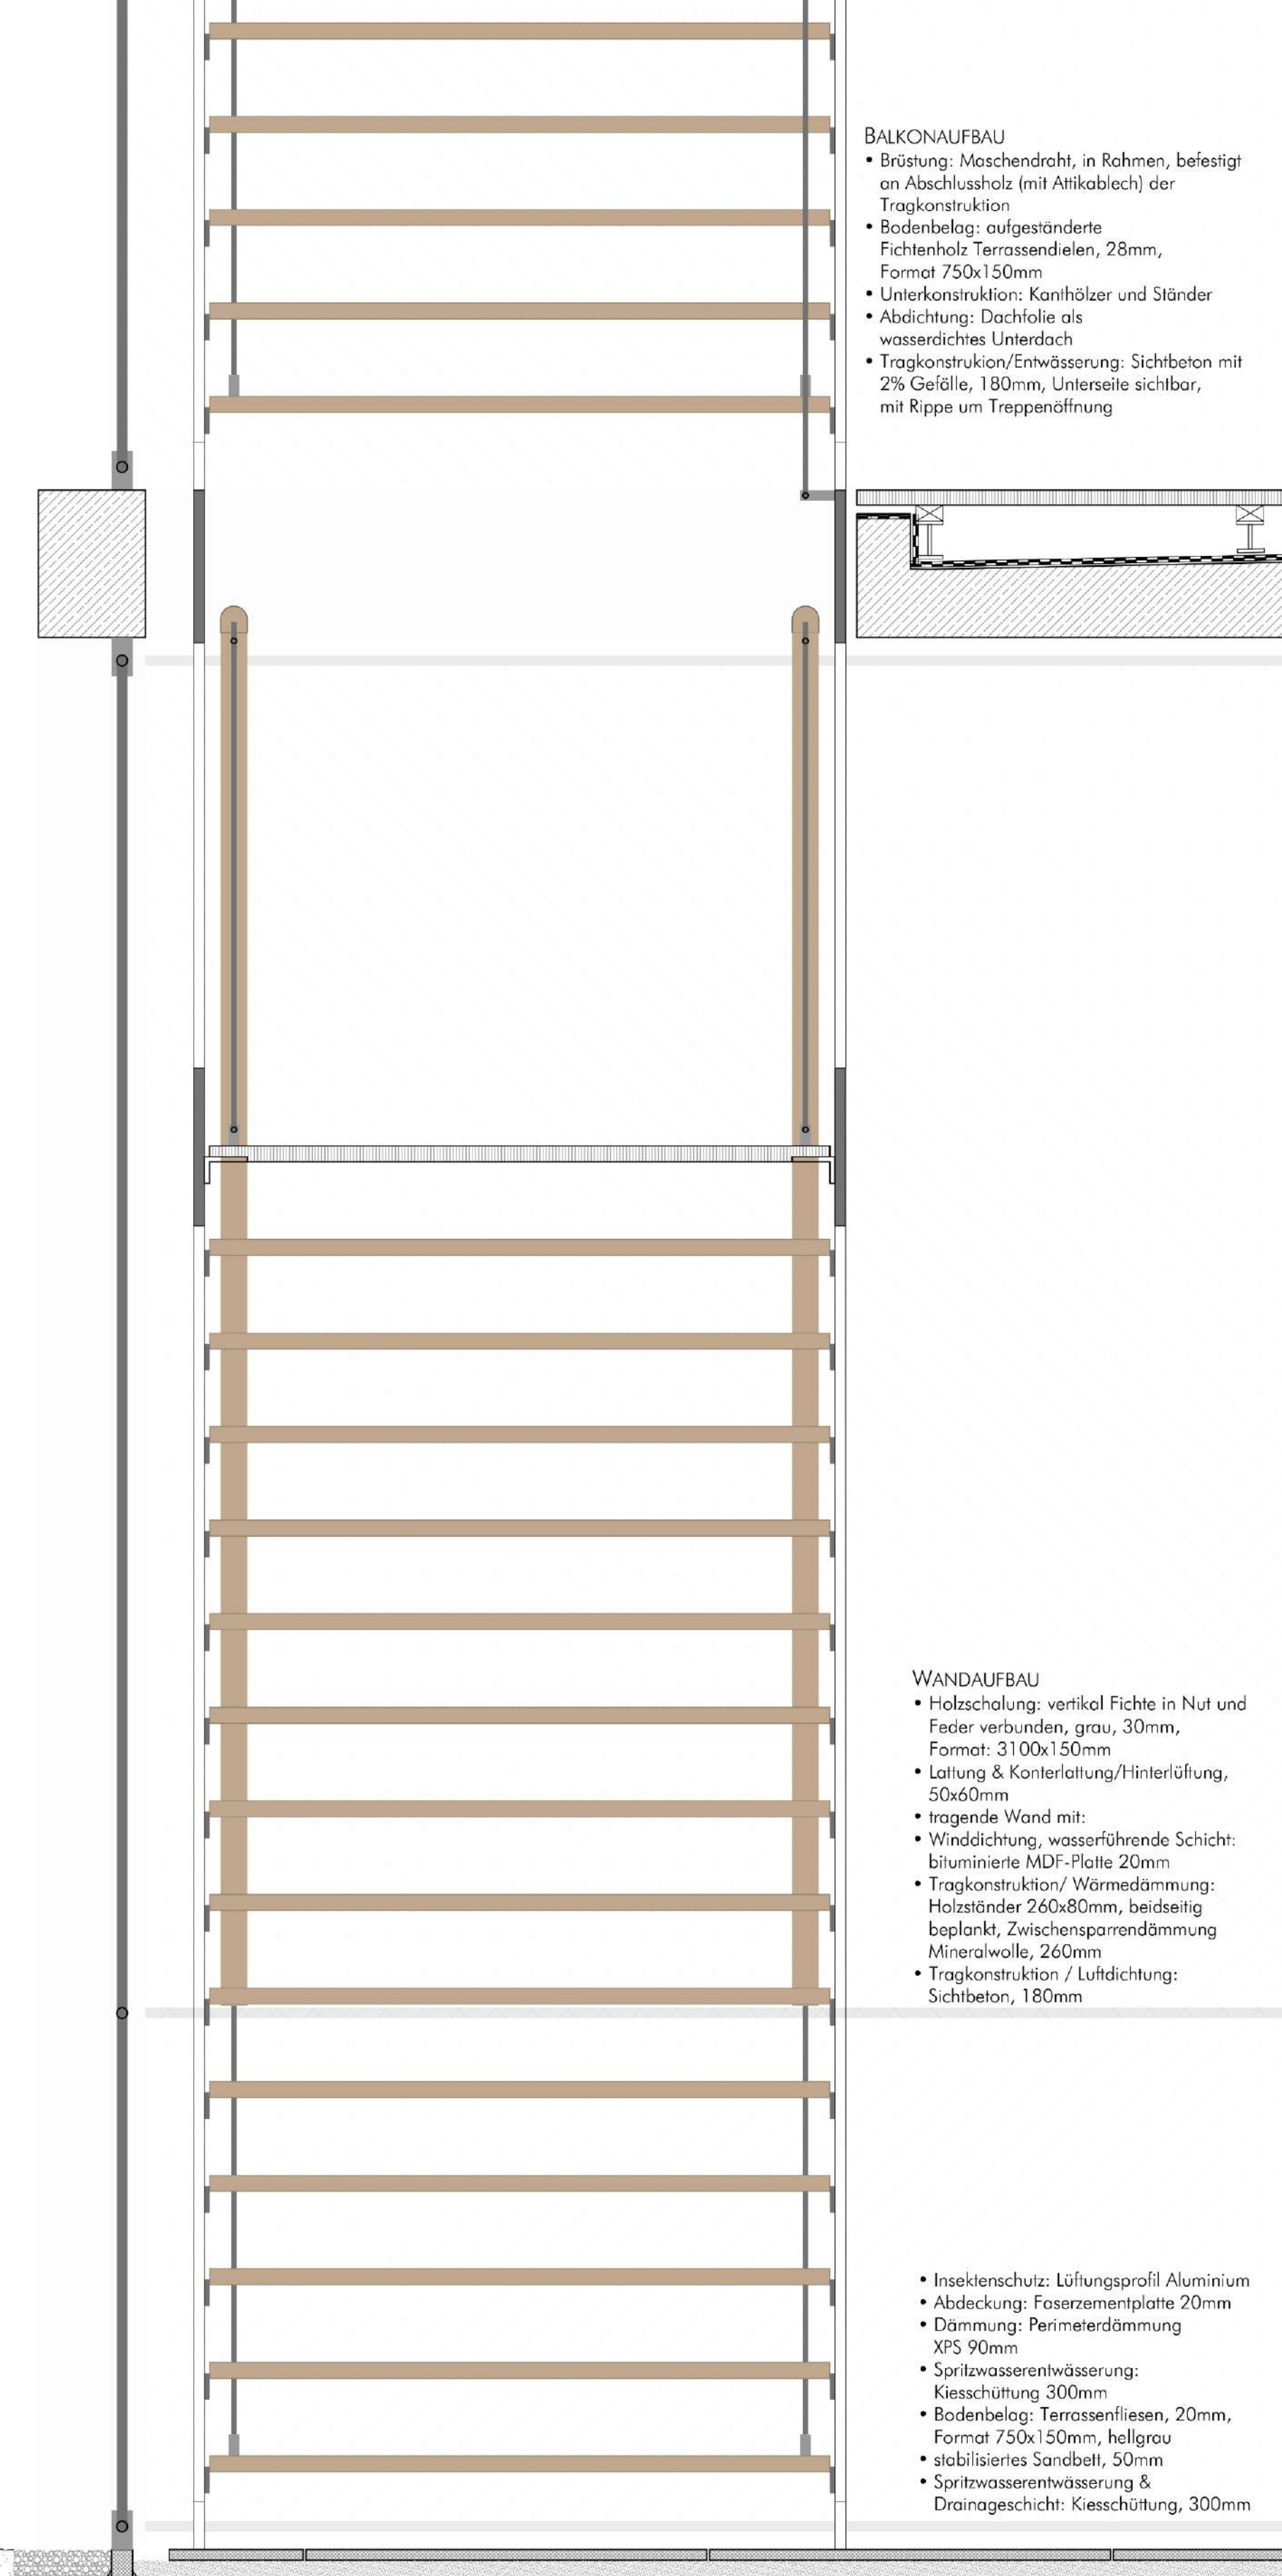 BALKONAUFBAU
• Brüstung: Maschendraht, in Rahmen, befestigt
an Abschlussholz (mit Attikablech) der
Tragkonstruktion
• Bodenbelag: aufgeständerte
Fichtenholz Terrassendielen, 28mm,
Format 750x150mm
• Unterkonstruktion: Kanthölzer und Ständer
• Abdichtung: Dachfolie als
wasserdichtes Unterdach
• Tragkonstrukion/Entwässerung: Sichtbeton mit
2% Gefälle, 180mm, Unterseite sichtbar,
mit Rippe um Treppenöffnung
WANDAUFBAU
• Holzschalung: vertikal Fichte in Nut und
Feder verbunden, grau, 30mm,
Format: 3100x150mm
• Lattung & Konterlattung/Hinterlüftung,
50x60mm
• tragende Wand mit:
• Winddichtung, wasserführende Schicht:
bituminierte MDF-Platte 20mm
• Tragkonstruktion/ Wärmedämmung:
Holzständer 260x80mm, beidseitig
beplankt, Zwischensparrendämmung
Mineralwolle, 260mm
• Tragkonstruktion / Luftdichtung:
Sichtbeton, 180mm
• Insektenschutz: Lüftungsprofil Aluminium
• Abdeckung: Faserzementplatte 20mm
• Dämmung: Perimeterdämmung
XPS 90mm
• Spritzwasserentwässerung:
Kiesschüttung 300mm
• Bodenbelag: Terrassenfliesen, 20mm,
Format 750x150mm, hellgrau
• stabilisiertes Sandbett, 50mm
• Spritzwasserentwässerung &
Drainageschicht: Kiesschüttung, 300mm